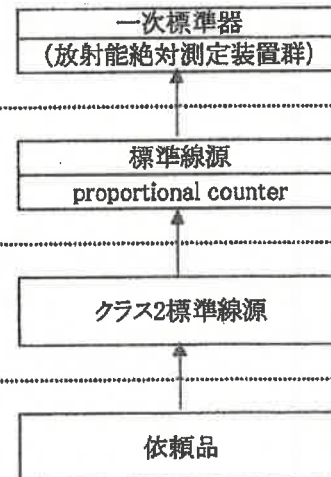 一次標準器
(放射能絶対測定装置群)
標準線源
proportional counter
クラス2標準線源
依頼品